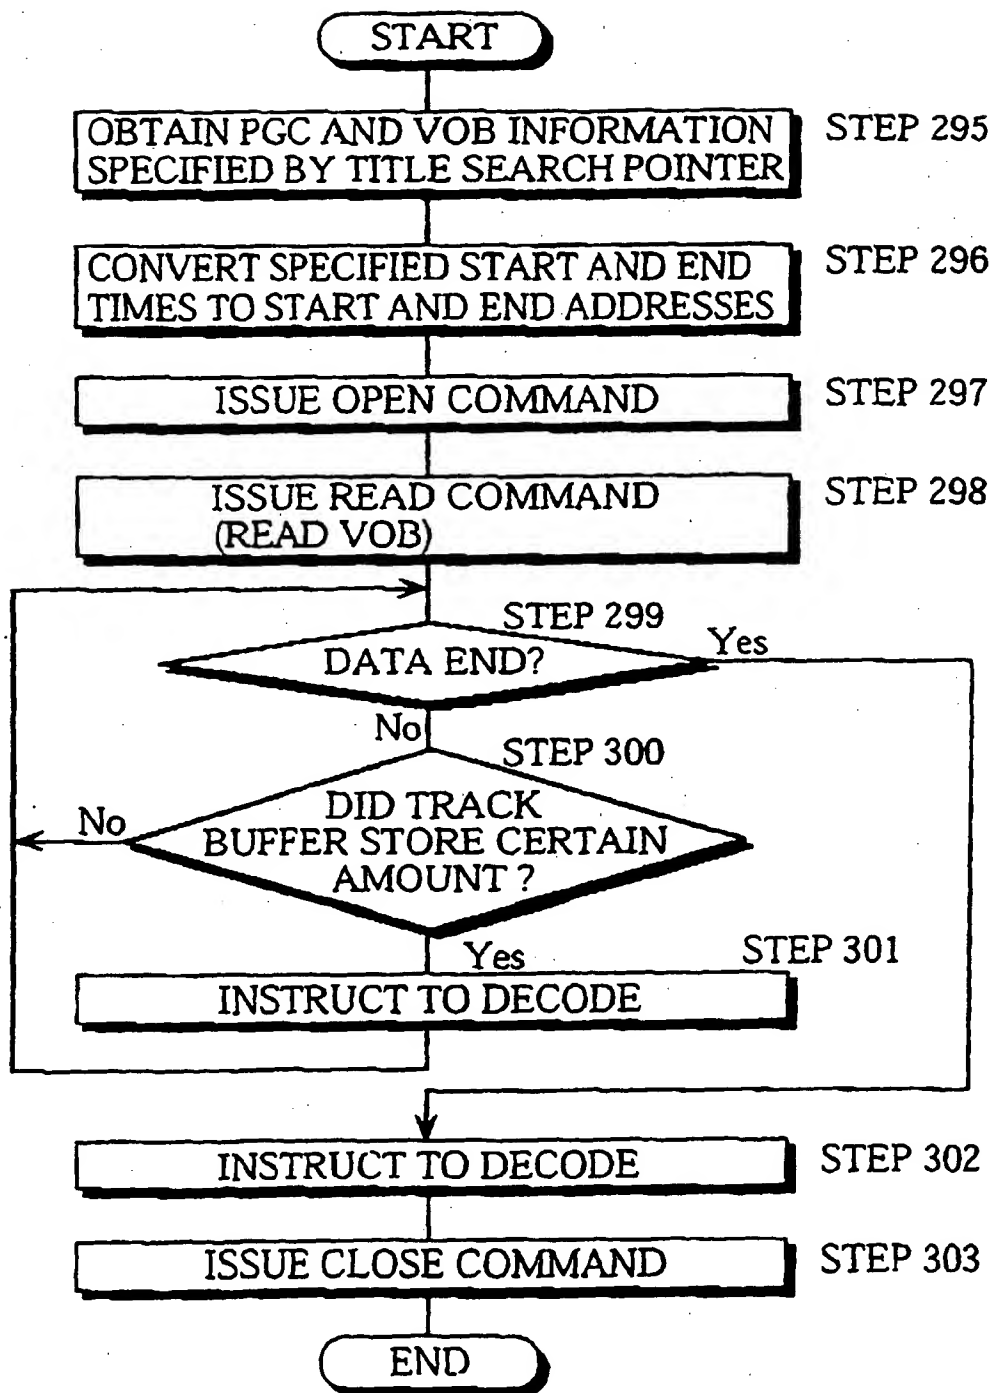 START
OBTAIN PGC AND VOB INFORMATION
SPECIFIED BY TITLE SEARCH POINTER
STEP 295
CONVERT SPECIFIED START AND END
TIMES TO START AND END ADDRESSES
STEP 296
ISSUE OPEN COMMAND
STEP 297
ISSUE READ COMMAND
(READ VOB)
STEP 298
STEP 299
DATA END?
Yes
No
STEP 300
DID TRACK
BUFFER STORE CERTAIN
AMOUNT ?
No
Yes
STEP 301
INSTRUCT TO DECODE
INSTRUCT TO DECODE
STEP 302
ISSUE CLOSE COMMAND
STEP 303
END